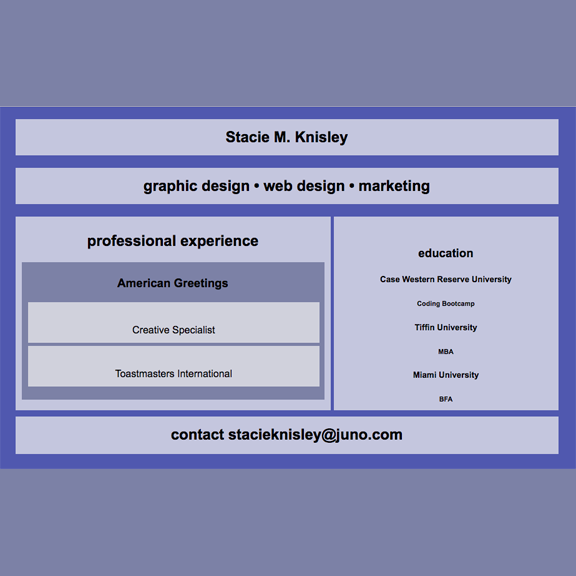 Stacie M. Knisley
graphic design • web design • marketing
professional experience
American Greetings
Creative Specialist
Toastmasters International
education
Case Western Reserve University
Coding Bootcamp
Tiffin University
MBA
Miami University
BFA
contact stacieknisley@juno.com